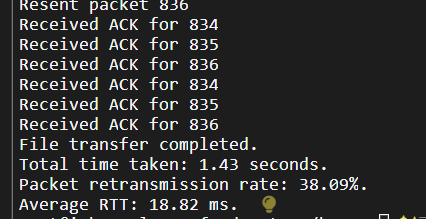 Resent packet 836
Received ACK for 834
Received ACK for 835
Received ACK for 836
Received ACK for 834
Received ACK for 835
Received ACK for 836
File transfer completed.
Total time taken: 1.43 seconds.
Packet retransmission rate: 38.09%.
Average RTT: 18.82 ms.